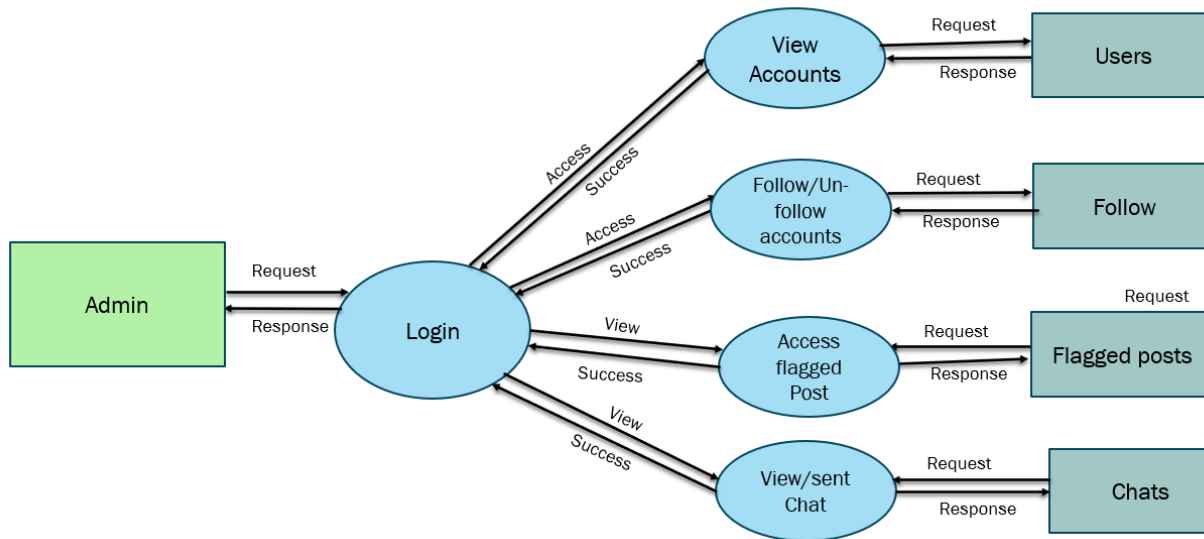 View
Accounts
Request
Response
Users
Access
Success
Follow/Un-
follow
accounts
Request
Response
Follow
Access
Success
Admin
Request
Response
Login
View
Success
Access
flagged
Post
Request
Request
Response
Flagged posts
View
Success
View/sent
Chat
Request
Response
Chats